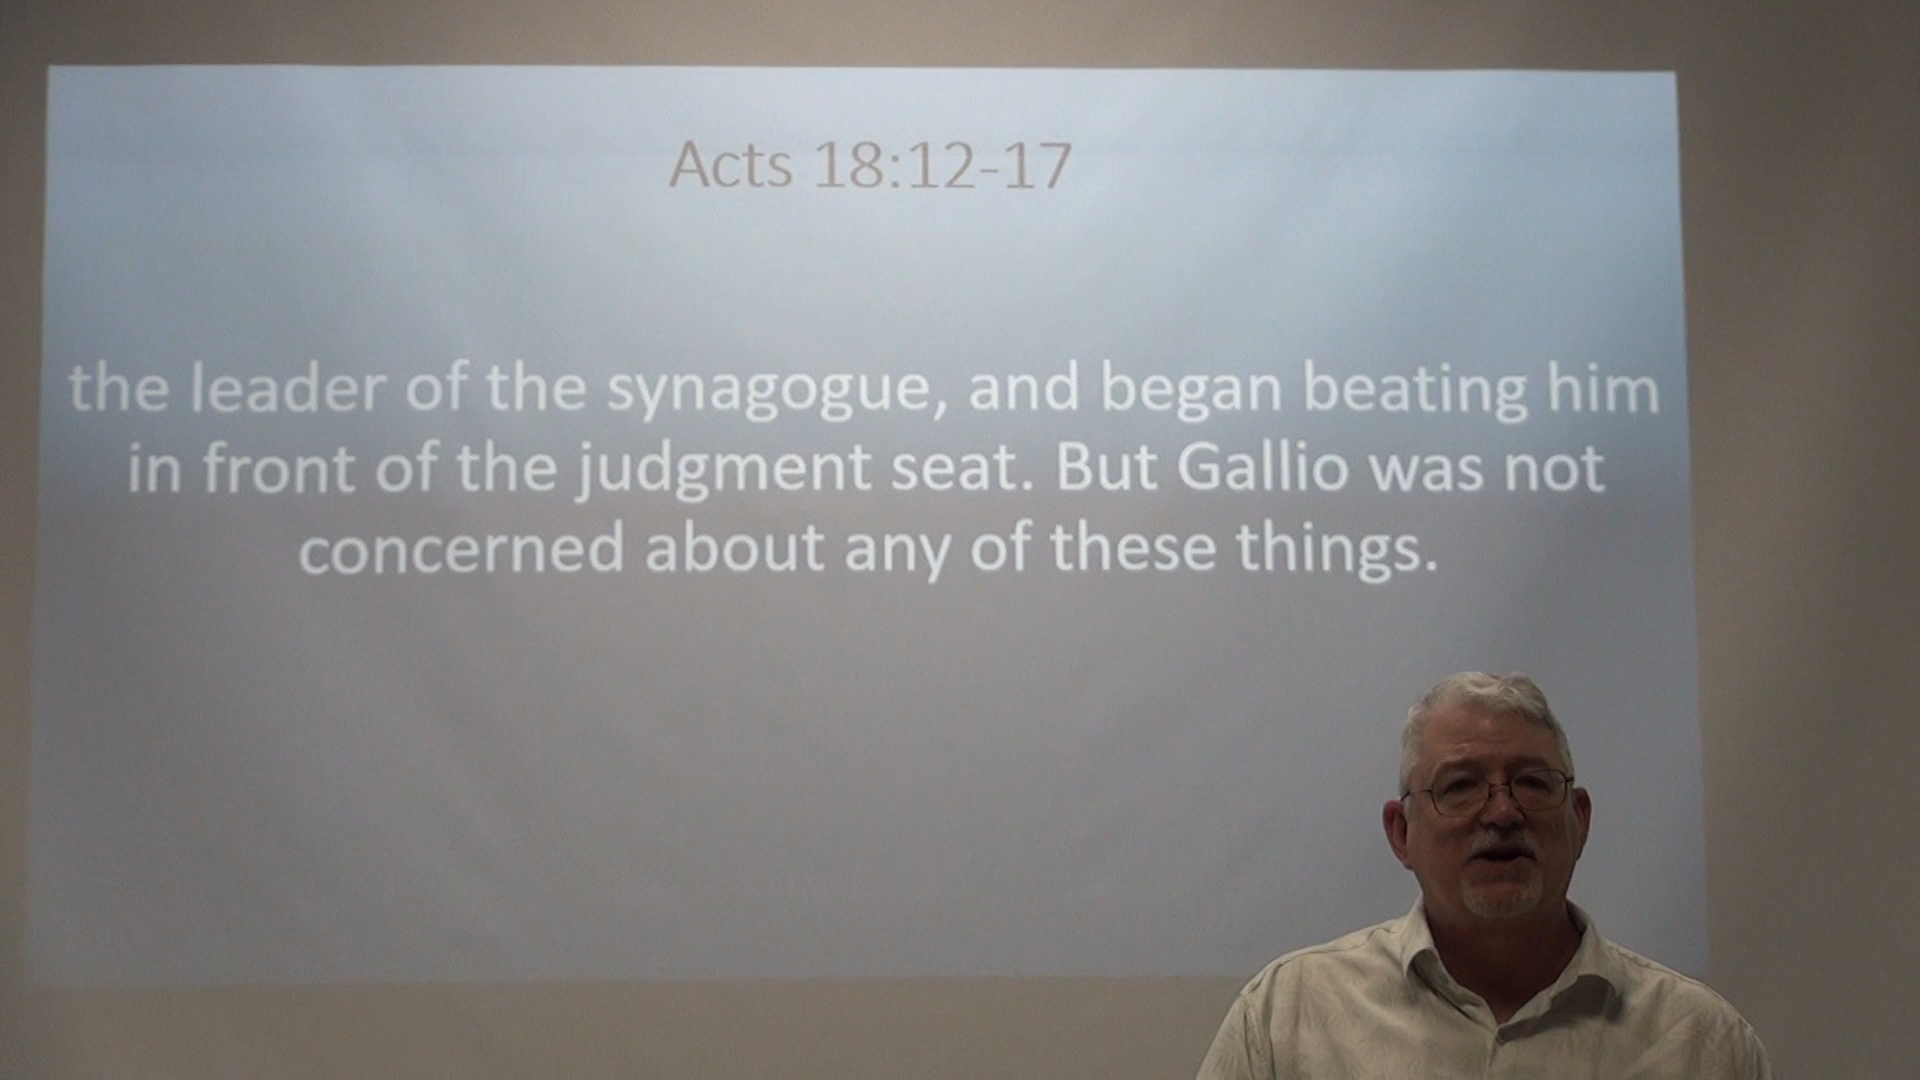 Acts 18:12-17
the leader of the synagogue, and began beating him
in front of the judgment seat. But Gallio was not
concerned about any of these things.